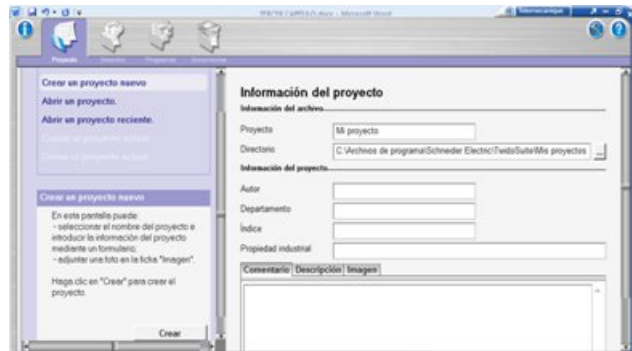 Microsoft Word
Telemecanique
Proyecto
Programar
Crear un proyecto nuevo
Abrir un proyecto.
Abrir un proyecto reciente.
Crear un proyecto nuevo
En esta pantalla puede:
- seleccionar el nombre del proyecto e
introducir la información del proyecto
mediante un formulario:
- adjuntar una foto en la ficha "Imagen".
Haga clic en "Crear" para crear el
proyecto.
Crear
Información del proyecto
Información del archivo
Proyecto
Mi proyecto
Directorio
C:\Archivos de programa\Schneider Electric\TwidoSuite\Mis proyectos
...
Información del proyecto
Autor
Departamento
Índice
Propiedad industrial
Comentario Descripción Imagen